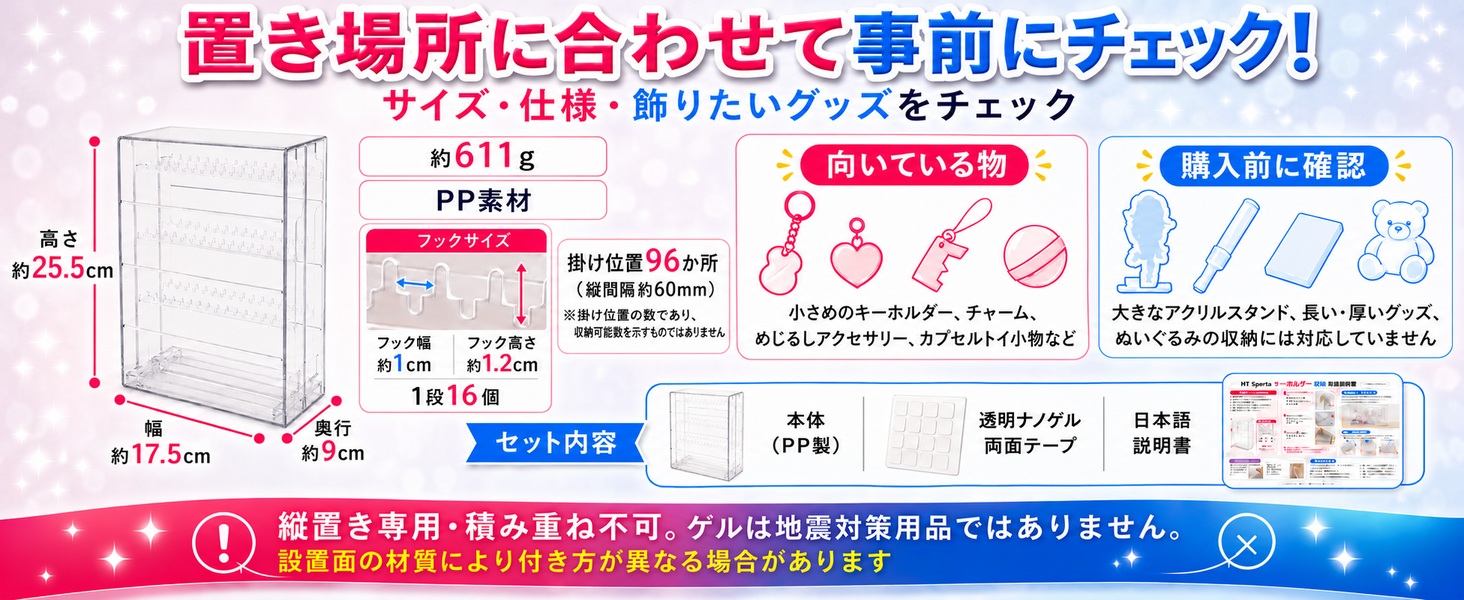 置き場所に合わせて事前にチェック!
サイズ・仕様・飾りたいグッズをチェック
高さ
約25.5cm
幅
約17.5cm
奥行
約9cm
約611g
PP素材
フックサイズ
フック幅
約1cm
フック高さ
約1.2cm
1段16個
掛け位置96か所
(縦間隔約60mm)
※掛け位置の数であり、
収納可能数を示すものではありません
向いている物
小さめのキーホルダー、チャーム、
めじるしアクセサリー、カプセルトイ小物など
購入前に確認
大きなアクリルスタンド、長い・厚いグッズ、
ぬいぐるみの収納には対応していません
セット内容
本体
(PP製)
透明ナノゲル
両面テープ
日本語
説明書
HT Sperta
縦置き専用・積み重ね不可。ゲルは地震対策用品ではありません。
設置面の材質により付き方が異なる場合があります